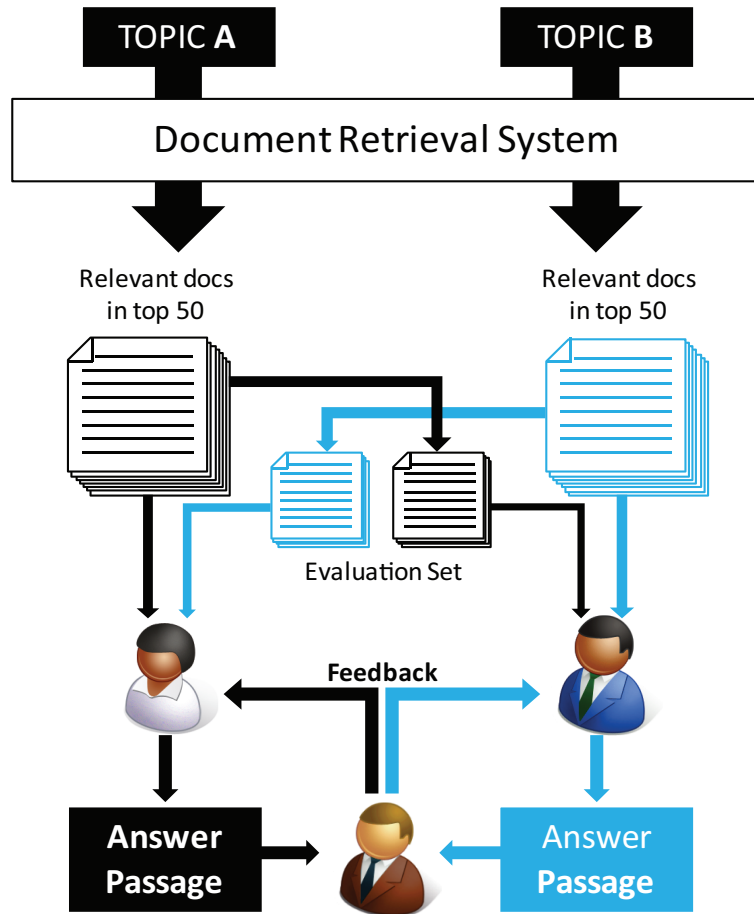 TOPIC A
TOPIC B
Document Retrieval System
Relevant docs
in top 50
Relevant docs
in top 50
Evaluation Set
Feedback
Answer
Passage
Answer
Passage